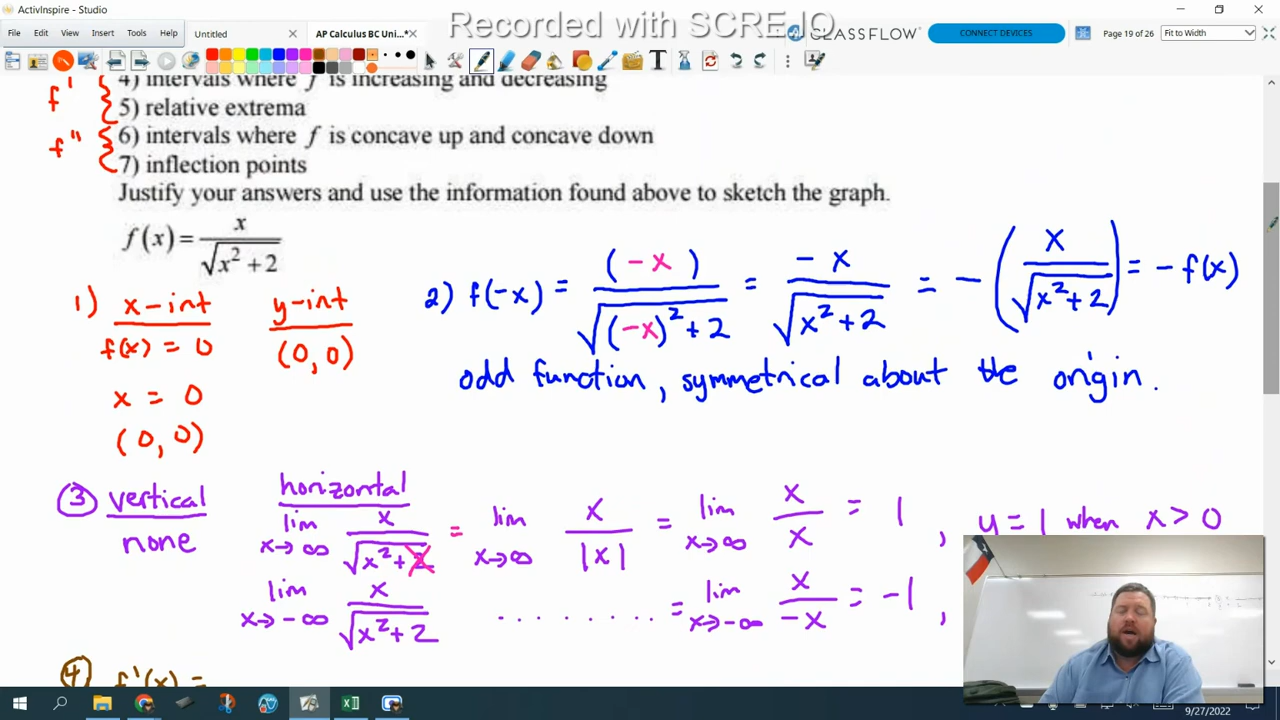 ActivInspire - Studio
Recorded with SCRE.IO
File Edit View Insert Tools Help
Untitled
AP Calculus BC Uni...
CLASSFLOW
CONNECT DEVICES
Page 19 of 26
Fit to Width
f' 4) intervals where f is increasing and decreasing
5) relative extrema
f" 6) intervals where f is concave up and concave down
7) inflection points
Justify your answers and use the information found above to sketch the graph.
f(x) = x / √(x² + 2)
1) x-int y-int
f(x) = 0 (0,0)
x = 0
(0,0)
2) f(-x) = (-x) / √((-x)² + 2) = -x / √(x² + 2) = -(x / √(x² + 2)) = - f(x)
odd function, symmetrical about the origin.
③ vertical
none
horizontal
lim x→∞ x / √(x² + 2) = lim x→∞ x / |x| = lim x→∞ x / x = 1, y = 1 when x > 0
lim x→-∞ x / √(x² + 2) ........ = lim x→-∞ x / -x = -1,
④ f'(x) =
9/27/2022